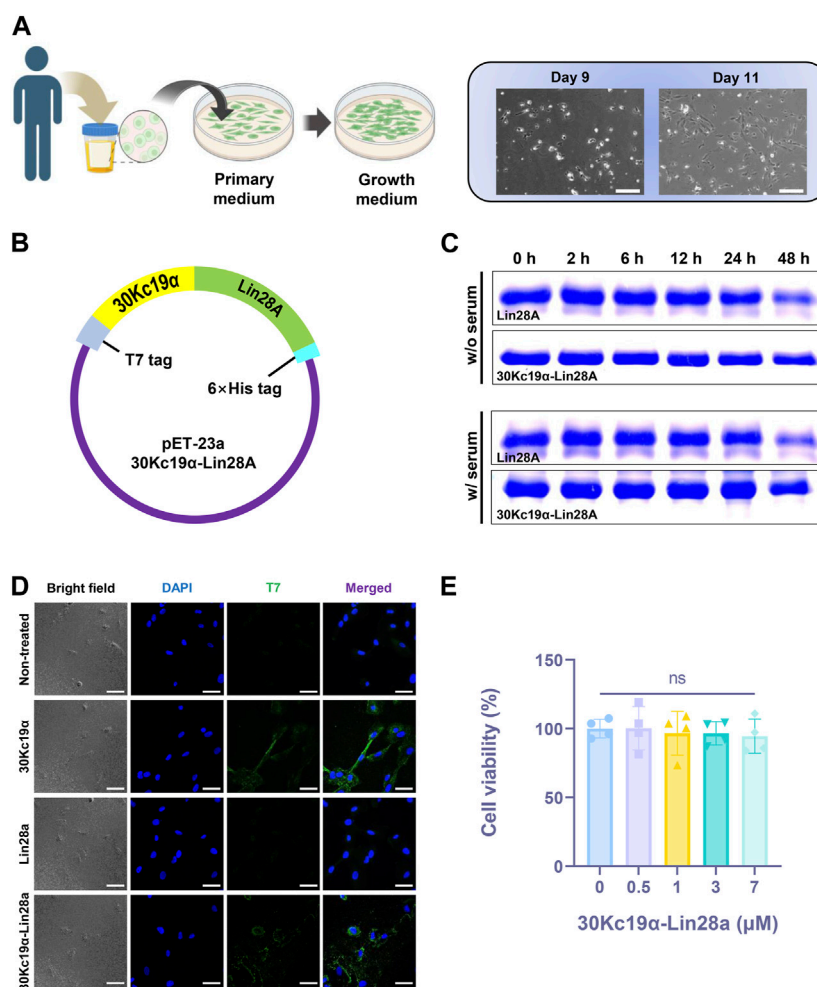 A
Primary
medium
Growth
medium
Day 9
Day 11
B
30Kc19α
Lin28A
T7 tag
6×His tag
pET-23a
30Kc19α-Lin28A
C
0 h 2 h 6 h 12 h 24 h 48 h
w/o serum
Lin28A
30Kc19α-Lin28A
w/ serum
Lin28A
30Kc19α-Lin28A
D
Bright field DAPI T7 Merged
Non-treated
30Kc19α
Lin28a
30Kc19α-Lin28a
E
Cell viability (%)
150
100
50
0
ns
0 0.5 1 3 7
30Kc19α-Lin28a (μM)